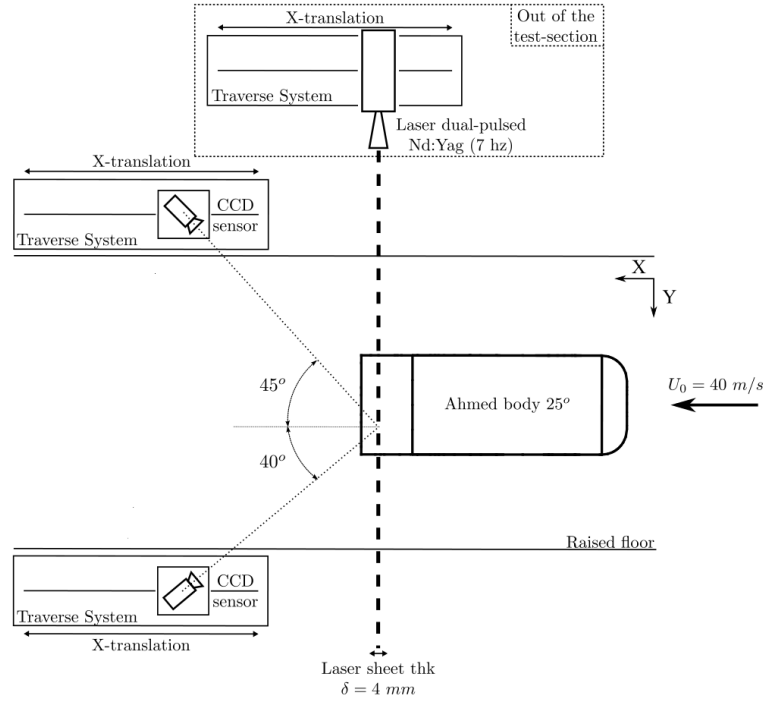 X-translation
Out of the
test-section
Traverse System
Laser dual-pulsed
Nd:Yag (7 hz)
X-translation
CCD
sensor
Traverse System
X
Y
45°
40°
Ahmed body 25°
U₀ = 40 m/s
Raised floor
CCD
sensor
Traverse System
X-translation
Laser sheet thk
δ = 4 mm